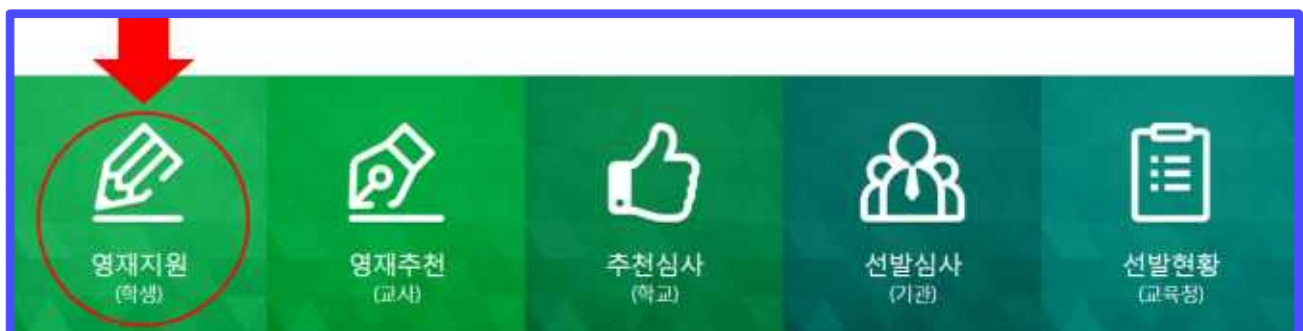 영재지원
(학생)
영재추천
(교사)
추천심사
(학교)
선발심사
(기관)
선발현황
(교육청)